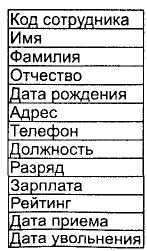 Код сотрудника
Имя
Фамилия
Отчество
Дата рождения
Адрес
Телефон
Должность
Разряд
Зарплата
Рейтинг
Дата приема
Дата увольнения